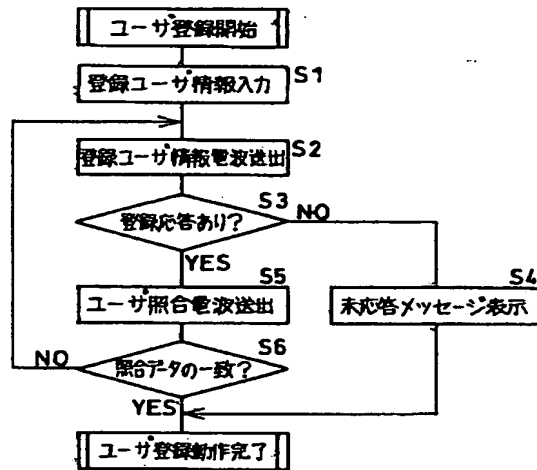 ユーザ登録開始
登録ユーザ情報入力
S1
登録ユーザ情報電波送出
S2
登録応答あり?
S3
NO
YES
ユーザ照合電波送出
S5
未応答メッセージ表示
S4
照合データの一致?
S6
NO
YES
ユーザ登録動作完了